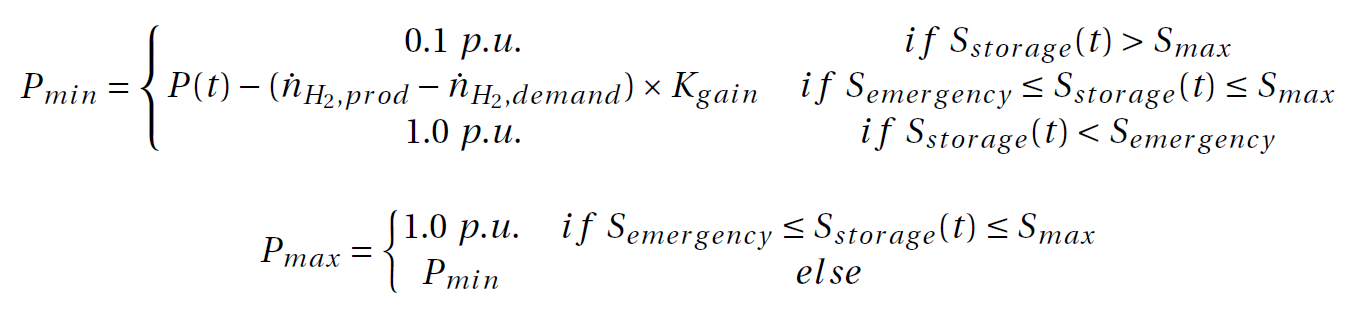 0.1 p.u. if S_storage(t) > S_max
P_min = { P(t) − (ṅ_H₂,prod − ṅ_H₂,demand) × K_gain if S_emergency ≤ S_storage(t) ≤ S_max
1.0 p.u. if S_storage(t) < S_emergency
1.0 p.u. if S_emergency ≤ S_storage(t) ≤ S_max
P_max = {
P_min else